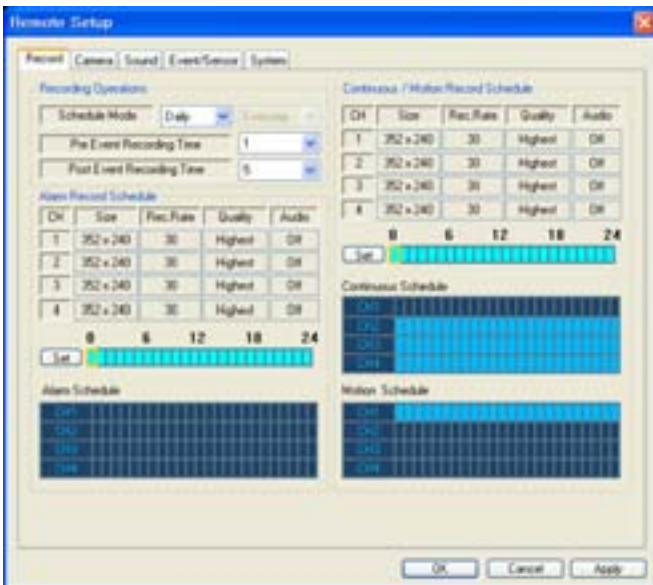 Remote Setup
Record Camera Sound Event/Sensor System
Recording Operations
Schedule Mode Daily
Pre Event Recording Time 1
Post Event Recording Time 5
Alarm Record Schedule
CH Size Rec.Rate Quality Audio
1 352 x 240 30 Highest Off
2 352 x 240 30 Highest Off
3 352 x 240 30 Highest Off
4 352 x 240 30 Highest Off
0 6 12 18 24
Set
Alarm Schedule
CH1
CH2
CH3
CH4
Continuous / Motion Record Schedule
CH Size Rec.Rate Quality Audio
1 352 x 240 30 Highest Off
2 352 x 240 30 Highest Off
3 352 x 240 30 Highest Off
4 352 x 240 30 Highest Off
0 6 12 18 24
Set
Continuous Schedule
CH1
CH2
CH3
CH4
Motion Schedule
CH1
CH2
CH3
CH4
OK Cancel Apply